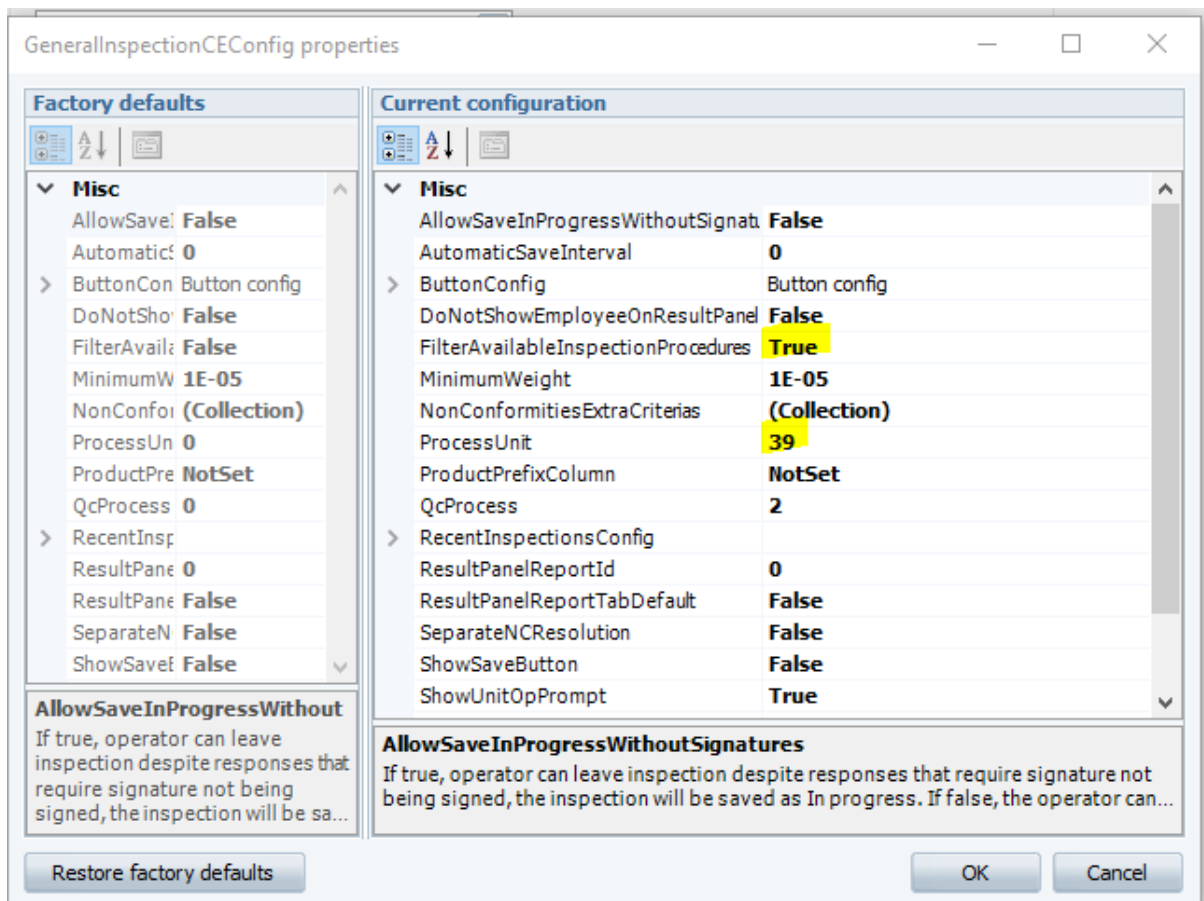 GeneralInspectionCEConfig properties
Factory defaults
Misc
AllowSaveI False
AutomaticS 0
ButtonCon Button config
DoNotSho False
FilterAvaila False
MinimumW 1E-05
NonConfor (Collection)
ProcessUn 0
ProductPre NotSet
QcProcess 0
RecentInsp
ResultPane 0
ResultPane False
SeparateN False
ShowSaveB False
AllowSaveInProgressWithout
If true, operator can leave
inspection despite responses that
require signature not being
signed, the inspection will be sa...
Restore factory defaults
Current configuration
Misc
AllowSaveInProgressWithoutSignatu False
AutomaticSaveInterval 0
ButtonConfig Button config
DoNotShowEmployeeOnResultPanel False
FilterAvailableInspectionProcedures True
MinimumWeight 1E-05
NonConformitiesExtraCriterias (Collection)
ProcessUnit 39
ProductPrefixColumn NotSet
QcProcess 2
RecentInspectionsConfig
ResultPanelReportId 0
ResultPanelReportTabDefault False
SeparateNCResolution False
ShowSaveButton False
ShowUnitOpPrompt True
AllowSaveInProgressWithoutSignatures
If true, operator can leave inspection despite responses that require signature not
being signed, the inspection will be saved as In progress. If false, the operator can...
OK Cancel